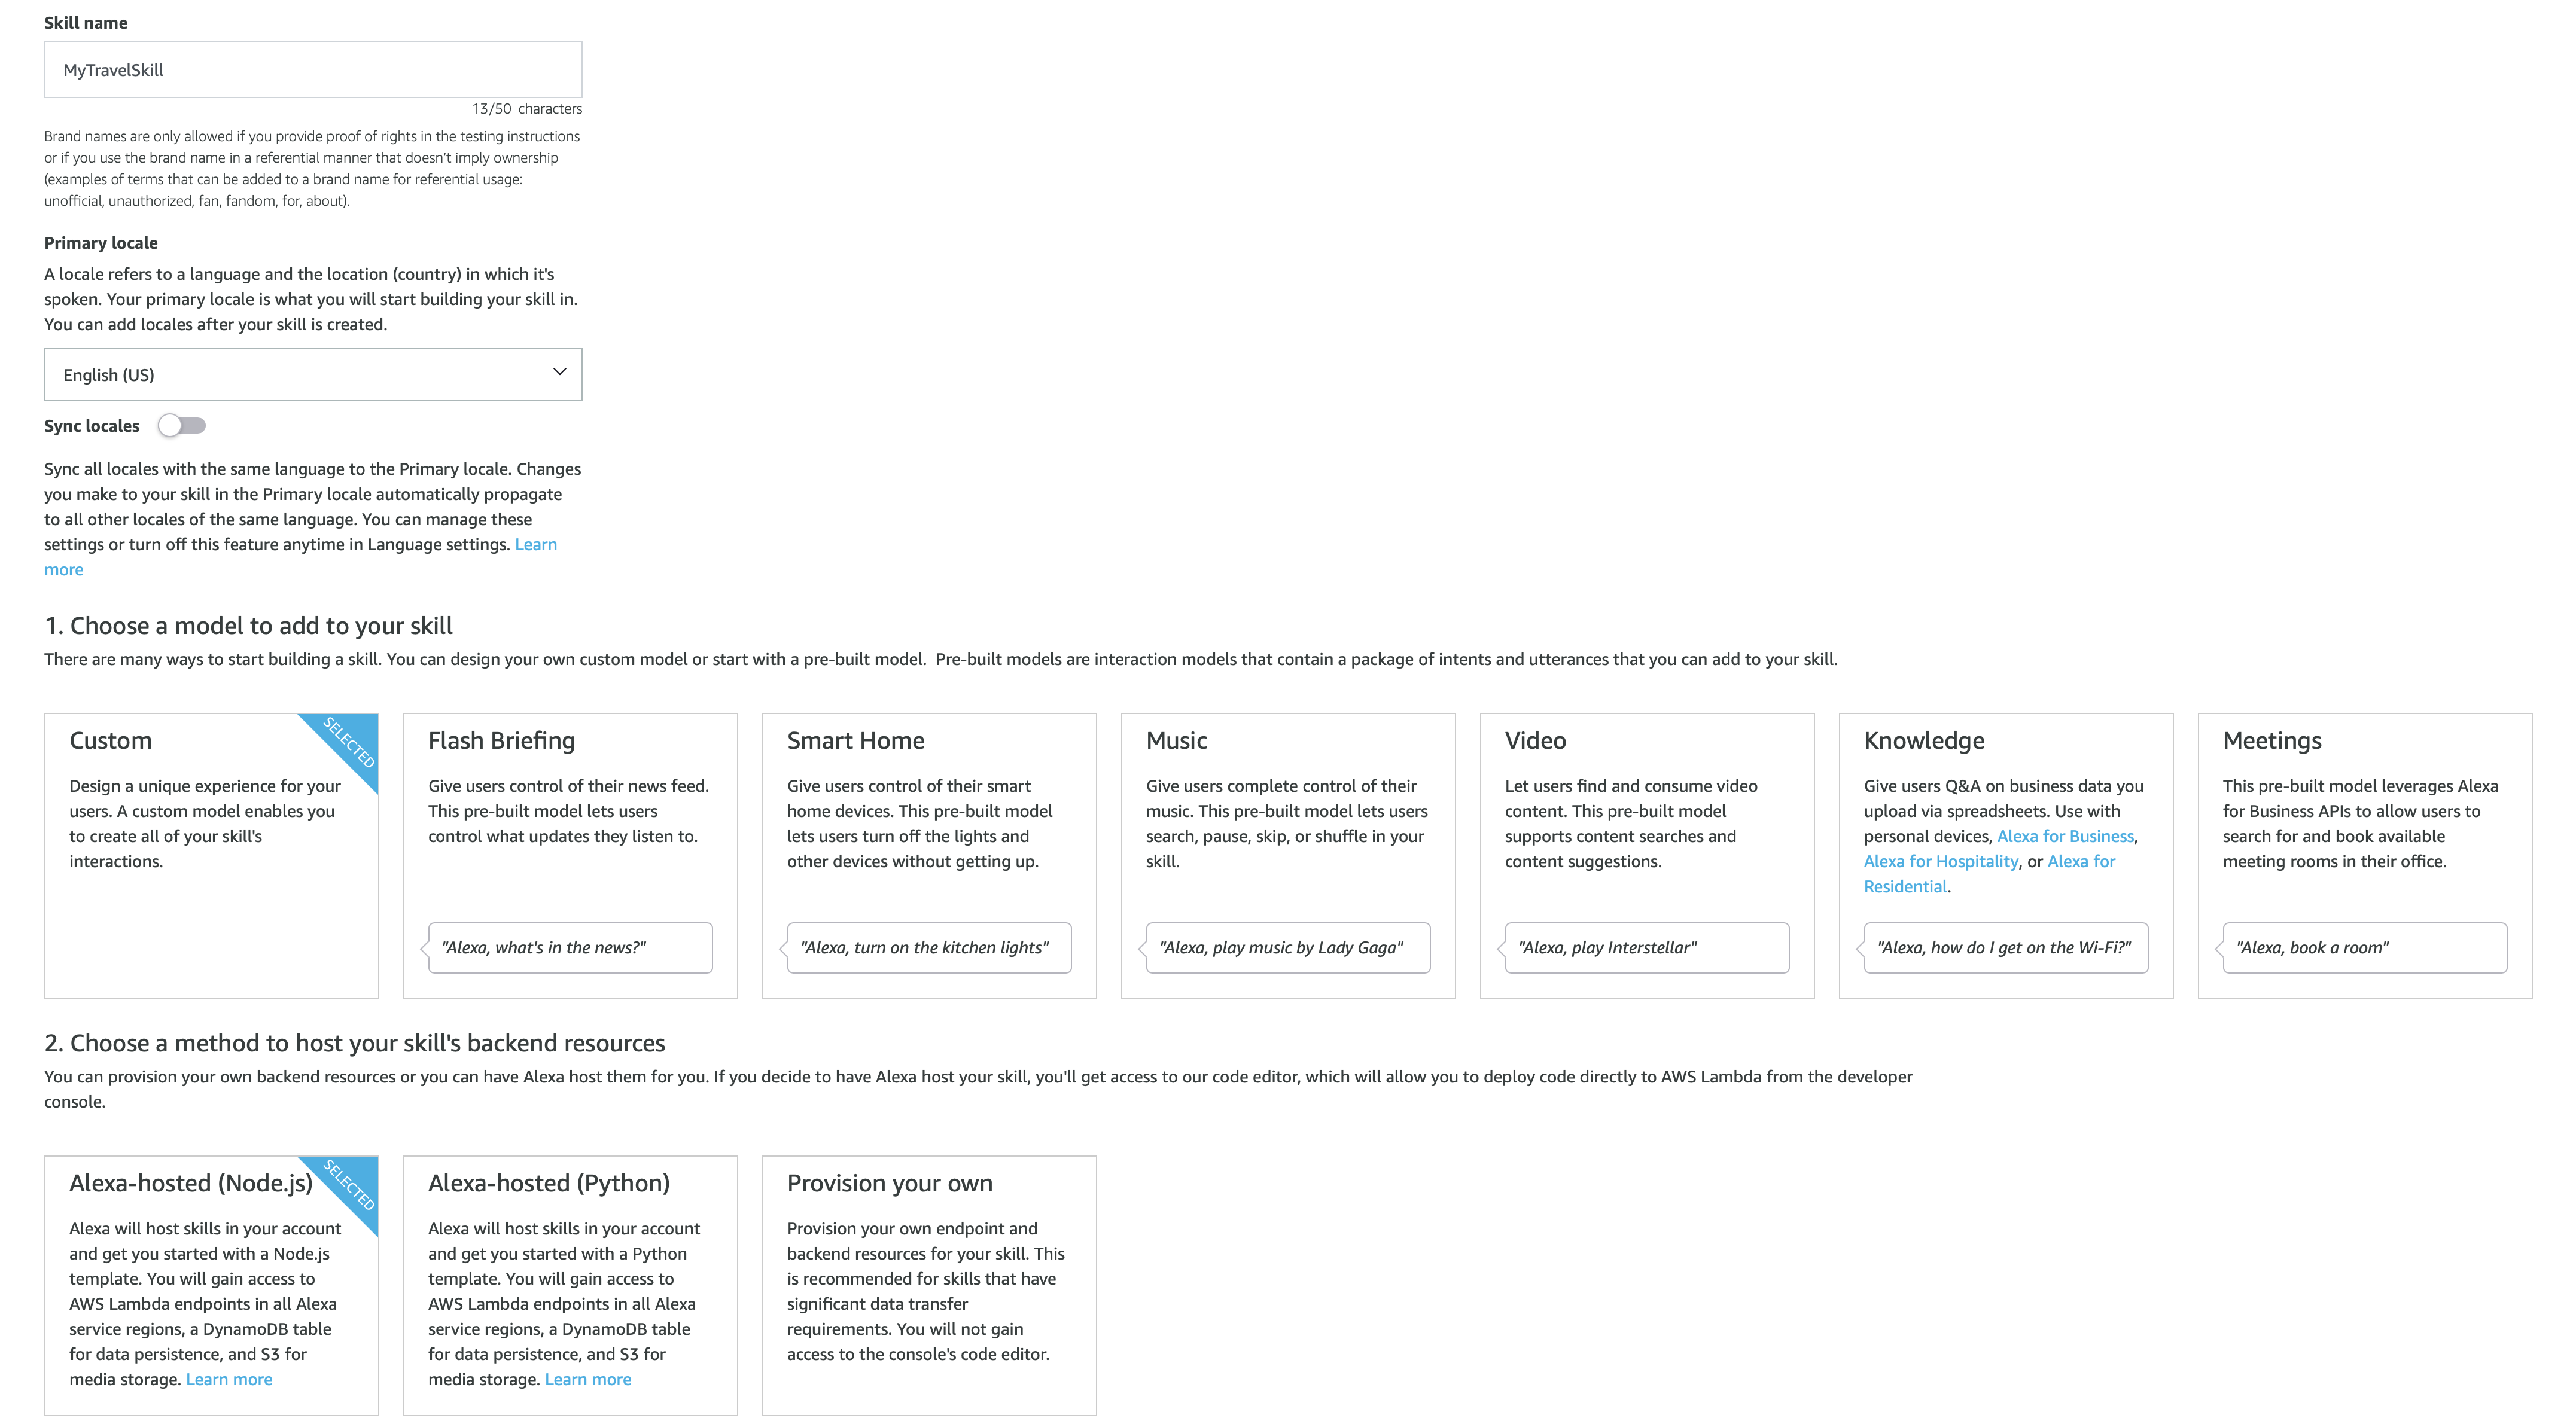 Skill name
MyTravelSkill
13/50 characters
Brand names are only allowed if you provide proof of rights in the testing instructions
or if you use the brand name in a referential manner that doesn't imply ownership
(examples of terms that can be added to a brand name for referential usage:
unofficial, unauthorized, fan, fandom, for, about).
Primary locale
A locale refers to a language and the location (country) in which it's
spoken. Your primary locale is what you will start building your skill in.
You can add locales after your skill is created.
English (US)
Sync locales
Sync all locales with the same language to the Primary locale. Changes
you make to your skill in the Primary locale automatically propagate
to all other locales of the same language. You can manage these
settings or turn off this feature anytime in Language settings. Learn
more
1. Choose a model to add to your skill
There are many ways to start building a skill. You can design your own custom model or start with a pre-built model.  Pre-built models are interaction models that contain a package of intents and utterances that you can add to your skill.
Custom
SELECTED
Design a unique experience for your
users. A custom model enables you
to create all of your skill's
interactions.
Flash Briefing
Give users control of their news feed.
This pre-built model lets users
control what updates they listen to.
"Alexa, what's in the news?"
Smart Home
Give users control of their smart
home devices. This pre-built model
lets users turn off the lights and
other devices without getting up.
"Alexa, turn on the kitchen lights"
Music
Give users complete control of their
music. This pre-built model lets users
search, pause, skip, or shuffle in your
skill.
"Alexa, play music by Lady Gaga"
Video
Let users find and consume video
content. This pre-built model
supports content searches and
content suggestions.
"Alexa, play Interstellar"
Knowledge
Give users Q&A on business data you
upload via spreadsheets. Use with
personal devices, Alexa for Business,
Alexa for Hospitality, or Alexa for
Residential.
"Alexa, how do I get on the Wi-Fi?"
Meetings
This pre-built model leverages Alexa
for Business APIs to allow users to
search for and book available
meeting rooms in their office.
"Alexa, book a room"
2. Choose a method to host your skill's backend resources
You can provision your own backend resources or you can have Alexa host them for you. If you decide to have Alexa host your skill, you'll get access to our code editor, which will allow you to deploy code directly to AWS Lambda from the developer
console.
Alexa-hosted (Node.js)
SELECTED
Alexa will host skills in your account
and get you started with a Node.js
template. You will gain access to
AWS Lambda endpoints in all Alexa
service regions, a DynamoDB table
for data persistence, and S3 for
media storage. Learn more
Alexa-hosted (Python)
Alexa will host skills in your account
and get you started with a Python
template. You will gain access to
AWS Lambda endpoints in all Alexa
service regions, a DynamoDB table
for data persistence, and S3 for
media storage. Learn more
Provision your own
Provision your own endpoint and
backend resources for your skill. This
is recommended for skills that have
significant data transfer
requirements. You will not gain
access to the console's code editor.